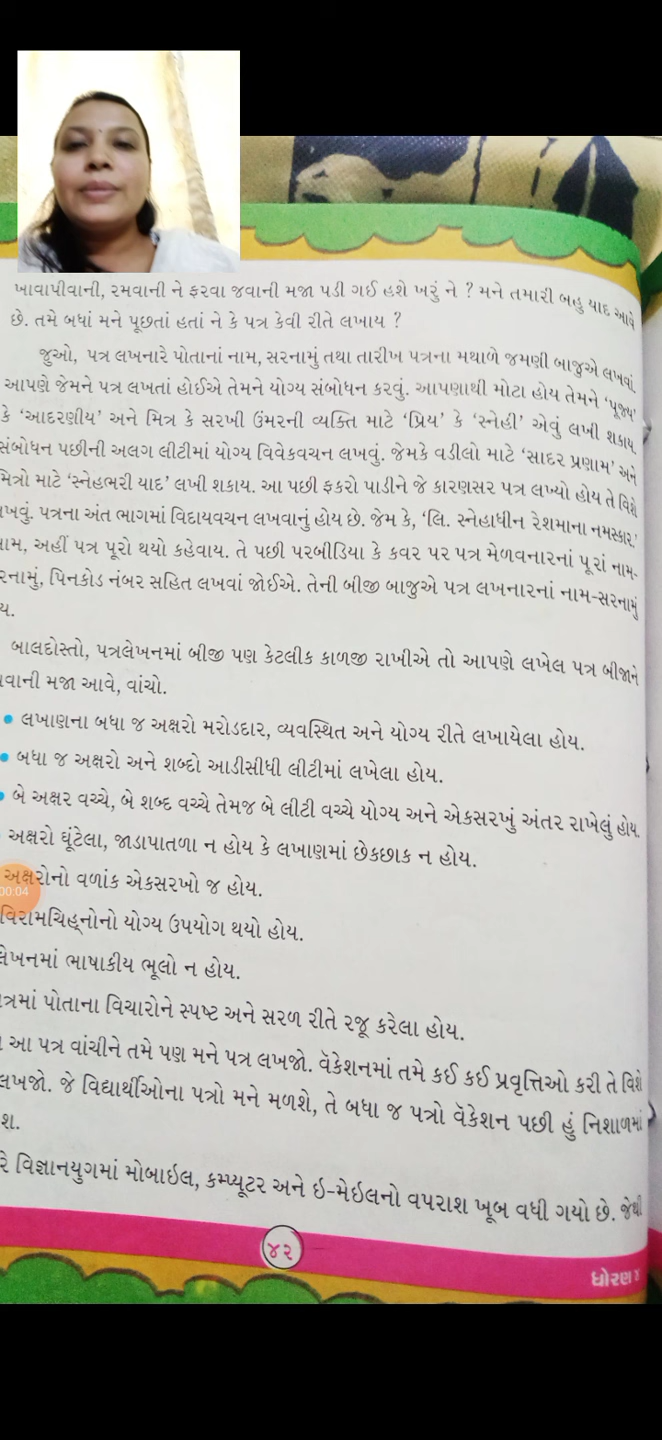 ખાવાપીવાની, રમવાની ને ફરવા જવાની મજા પડી ગઈ હશે ખરું ને ? મને તમારી બહુ યાદ આવે
છે. તમે બધાં મને પૂછતાં હતાં ને કે પત્ર કેવી રીતે લખાય ?
જુઓ, પત્ર લખનારે પોતાનાં નામ, સરનામું તથા તારીખ પત્રના મથાળે જમણી બાજુએ લખવાં.
આપણે જેમને પત્ર લખતાં હોઈએ તેમને યોગ્ય સંબોધન કરવું. આપણાથી મોટા હોય તેમને ‘પૂજ્ય’
કે ‘આદરણીય’ અને મિત્ર કે સરખી ઉંમરની વ્યક્તિ માટે ‘પ્રિય’ કે ‘સ્નેહી’ એવું લખી શકાય.
સંબોધન પછીની અલગ લીટીમાં યોગ્ય વિવેકવચન લખવું. જેમકે વડીલો માટે ‘સાદર પ્રણામ’ અને
મિત્રો માટે ‘સ્નેહભરી યાદ’ લખી શકાય. આ પછી ફકરો પાડીને જે કારણસર પત્ર લખ્યો હોય તે વિશે
ખવું. પત્રના અંત ભાગમાં વિદાયવચન લખવાનું હોય છે. જેમ કે, ‘લિ. સ્નેહાધીન રેશમાના નમસ્કાર.’
ામ, અહીં પત્ર પૂરો થયો કહેવાય. તે પછી પરબીડિયા કે કવર પર પત્ર મેળવનારનાં પૂરાં નામ-
રનામું, પિનકોડ નંબર સહિત લખવાં જોઈએ. તેની બીજી બાજુએ પત્ર લખનારનાં નામ-સરનામું
ય.
બાલદોસ્તો, પત્રલેખનમાં બીજી પણ કેટલીક કાળજી રાખીએ તો આપણે લખેલ પત્ર બીજાને
વાની મજા આવે, વાંચો.
• લખાણના બધા જ અક્ષરો મરોડદાર, વ્યવસ્થિત અને યોગ્ય રીતે લખાયેલા હોય.
• બધા જ અક્ષરો અને શબ્દો આડીસીધી લીટીમાં લખેલા હોય.
• બે અક્ષર વચ્ચે, બે શબ્દ વચ્ચે તેમજ બે લીટી વચ્ચે યોગ્ય અને એકસરખું અંતર રાખેલું હોય.
અક્ષરો ઘૂંટેલા, જાડાપાતળા ન હોય કે લખાણમાં છેકછાક ન હોય.
અક્ષરોનો વળાંક એકસરખો જ હોય.
00:04
વિરામચિહ્નોનો યોગ્ય ઉપયોગ થયો હોય.
લેખનમાં ભાષાકીય ભૂલો ન હોય.
ત્રમાં પોતાના વિચારોને સ્પષ્ટ અને સરળ રીતે રજૂ કરેલા હોય.
આ પત્ર વાંચીને તમે પણ મને પત્ર લખજો. વૅકેશનમાં તમે કઈ કઈ પ્રવૃત્તિઓ કરી તે વિશે
લખજો. જે વિદ્યાર્થીઓના પત્રો મને મળશે, તે બધા જ પત્રો વૅકેશન પછી હું નિશાળમાં
શ.
રે વિજ્ઞાનયુગમાં મોબાઇલ, કમ્પ્યૂટર અને ઇ-મેઇલનો વપરાશ ખૂબ વધી ગયો છે. જેથી
૪૨
ધોરણ ૪